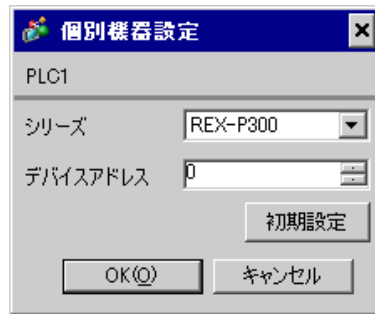 個別機器設定
PLC1
シリーズ REX-P300
デバイスアドレス 0
初期設定
OK(O) キャンセル